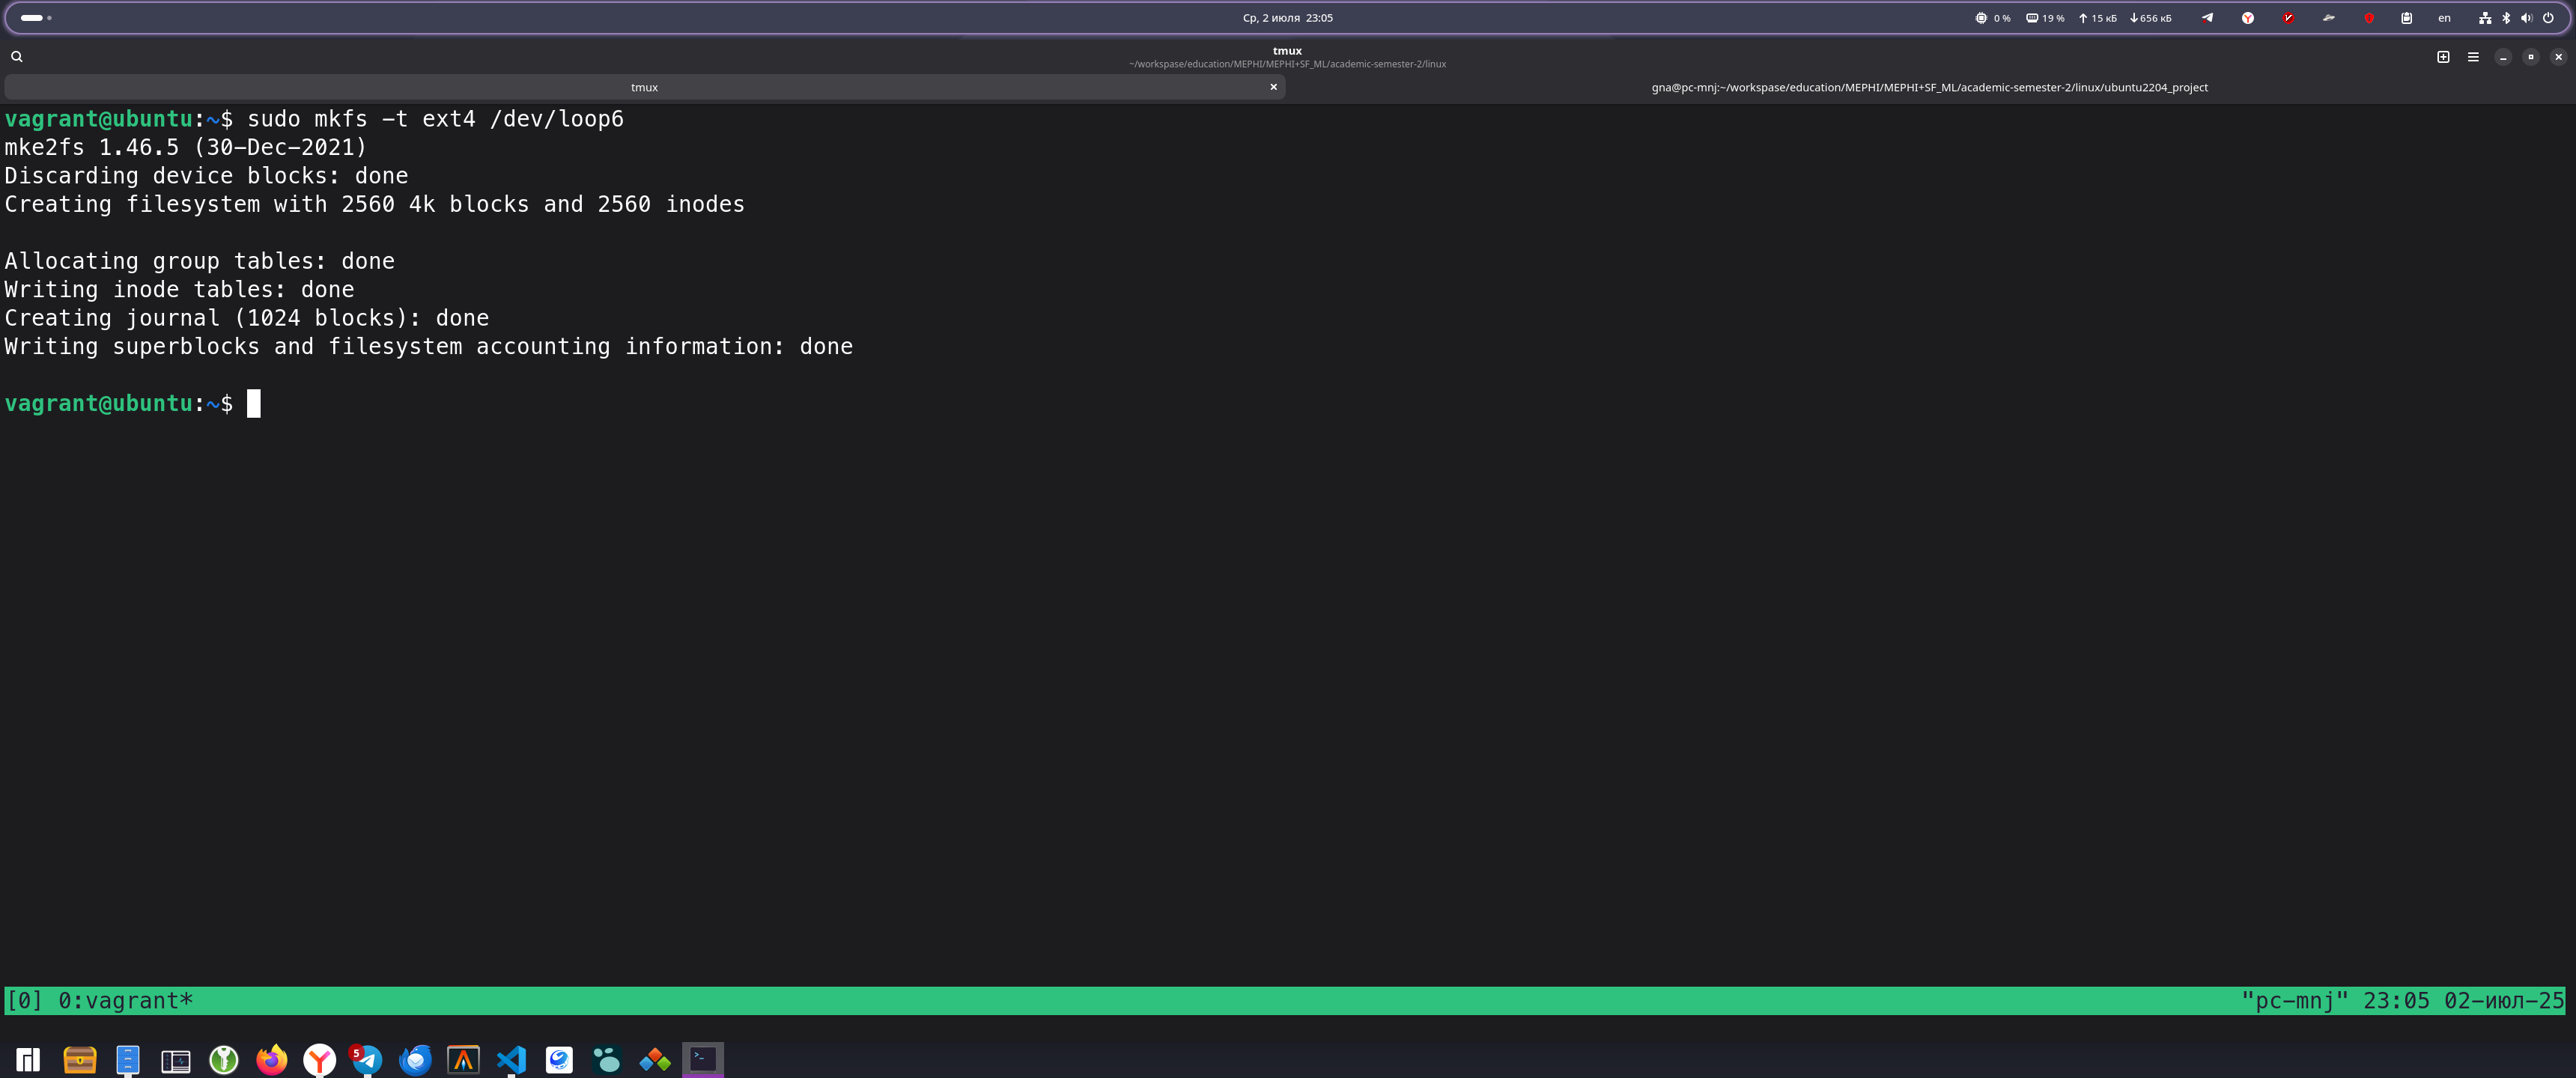 Ср, 2 июля 23:05
0 %
19 %
15 кБ
656 кБ
en
tmux
~/workspase/education/MEPHI/MEPHI+SF_ML/academic-semester-2/linux
tmux
gna@pc-mnj:~/workspase/education/MEPHI/MEPHI+SF_ML/academic-semester-2/linux/ubuntu2204_project
vagrant@ubuntu:~$ sudo mkfs -t ext4 /dev/loop6
mke2fs 1.46.5 (30-Dec-2021)
Discarding device blocks: done
Creating filesystem with 2560 4k blocks and 2560 inodes
Allocating group tables: done
Writing inode tables: done
Creating journal (1024 blocks): done
Writing superblocks and filesystem accounting information: done
vagrant@ubuntu:~$
[0] 0:vagrant*
"pc-mnj" 23:05 02-июл-25
5